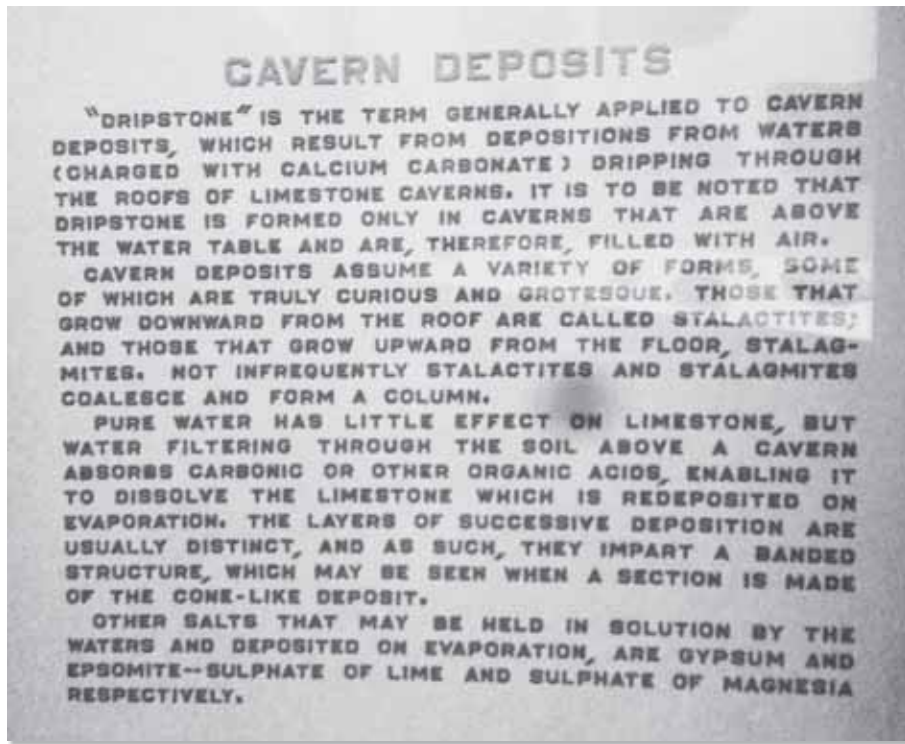 CAVERN DEPOSITS
"DRIPSTONE" IS THE TERM GENERALLY APPLIED TO CAVERN
DEPOSITS, WHICH RESULT FROM DEPOSITIONS FROM WATERS
(CHARGED WITH CALCIUM CARBONATE) DRIPPING THROUGH
THE ROOFS OF LIMESTONE CAVERNS. IT IS TO BE NOTED THAT
DRIPSTONE IS FORMED ONLY IN CAVERNS THAT ARE ABOVE
THE WATER TABLE AND ARE, THEREFORE, FILLED WITH AIR.
CAVERN DEPOSITS ASSUME A VARIETY OF FORMS, SOME
OF WHICH ARE TRULY CURIOUS AND GROTESQUE. THOSE THAT
GROW DOWNWARD FROM THE ROOF ARE CALLED STALACTITES;
AND THOSE THAT GROW UPWARD FROM THE FLOOR, STALAG-
MITES. NOT INFREQUENTLY STALACTITES AND STALAGMITES
COALESCE AND FORM A COLUMN.
PURE WATER HAS LITTLE EFFECT ON LIMESTONE, BUT
WATER FILTERING THROUGH THE SOIL ABOVE A CAVERN
ABSORBS CARBONIC OR OTHER ORGANIC ACIDS, ENABLING IT
TO DISSOLVE THE LIMESTONE WHICH IS REDEPOSITED ON
EVAPORATION. THE LAYERS OF SUCCESSIVE DEPOSITION ARE
USUALLY DISTINCT, AND AS SUCH, THEY IMPART A BANDED
STRUCTURE, WHICH MAY BE SEEN WHEN A SECTION IS MADE
OF THE CONE-LIKE DEPOSIT.
OTHER SALTS THAT MAY BE HELD IN SOLUTION BY THE
WATERS AND DEPOSITED ON EVAPORATION, ARE GYPSUM AND
EPSOMITE--SULPHATE OF LIME AND SULPHATE OF MAGNESIA
RESPECTIVELY.